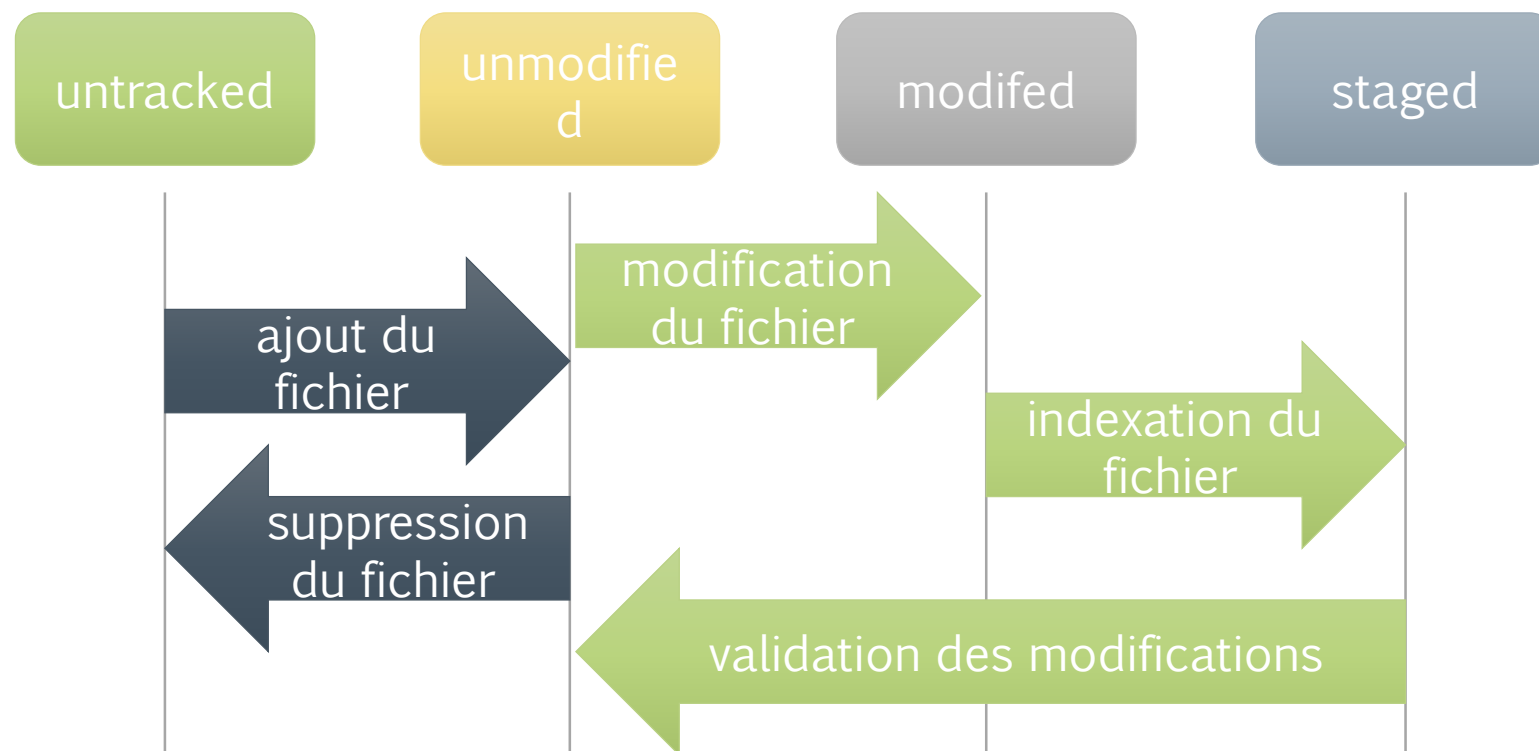 untracked
unmodifie
d
modifed
staged
modification
du fichier
ajout du
fichier
indexation du
fichier
suppression
du fichier
validation des modifications